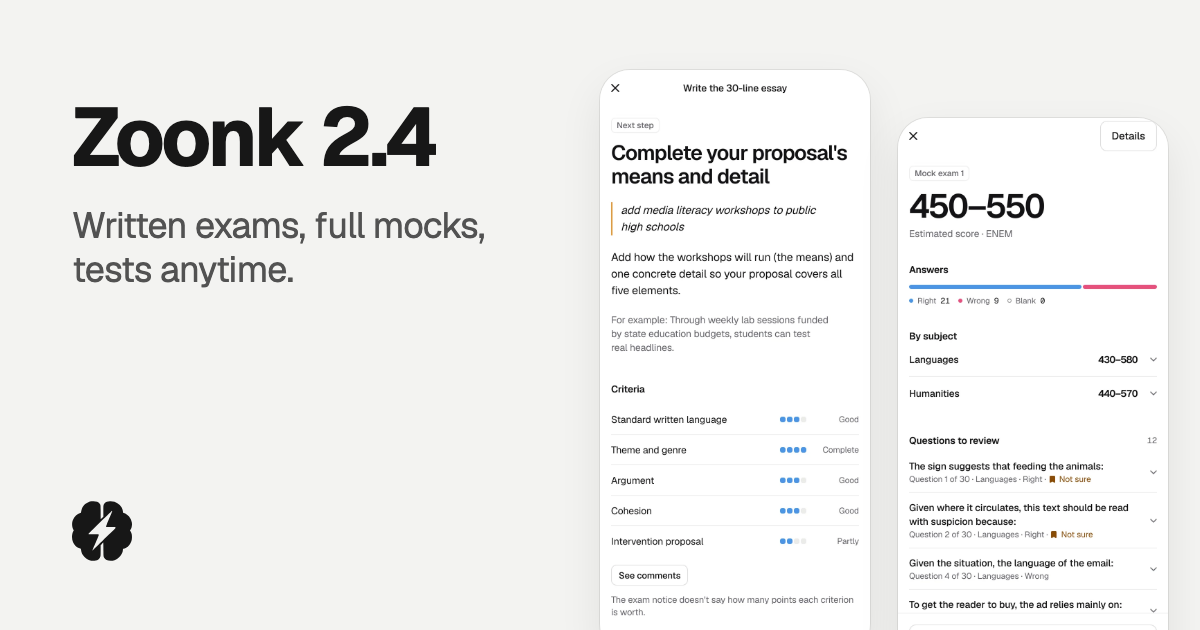 Zoonk 2.4
Written exams, full mocks,
tests anytime.
Write the 30-line essay
Next step
Complete your proposal's
means and detail
add media literacy workshops to public
high schools
Add how the workshops will run (the means) and
one concrete detail so your proposal covers all
five elements.
For example: Through weekly lab sessions funded
by state education budgets, students can test
real headlines.
Criteria
Standard written language Good
Theme and genre Complete
Argument Good
Cohesion Good
Intervention proposal Partly
See comments
The exam notice doesn't say how many points each criterion
is worth.
Details
Mock exam 1
450–550
Estimated score · ENEM
Answers
Right 21 Wrong 9 Blank 0
By subject
Languages 430–580
Humanities 440–570
Questions to review 12
The sign suggests that feeding the animals:
Question 1 of 30 · Languages · Right · Not sure
Given where it circulates, this text should be read
with suspicion because:
Question 2 of 30 · Languages · Right · Not sure
Given the situation, the language of the email:
Question 4 of 30 · Languages · Wrong
To get the reader to buy, the ad relies mainly on: